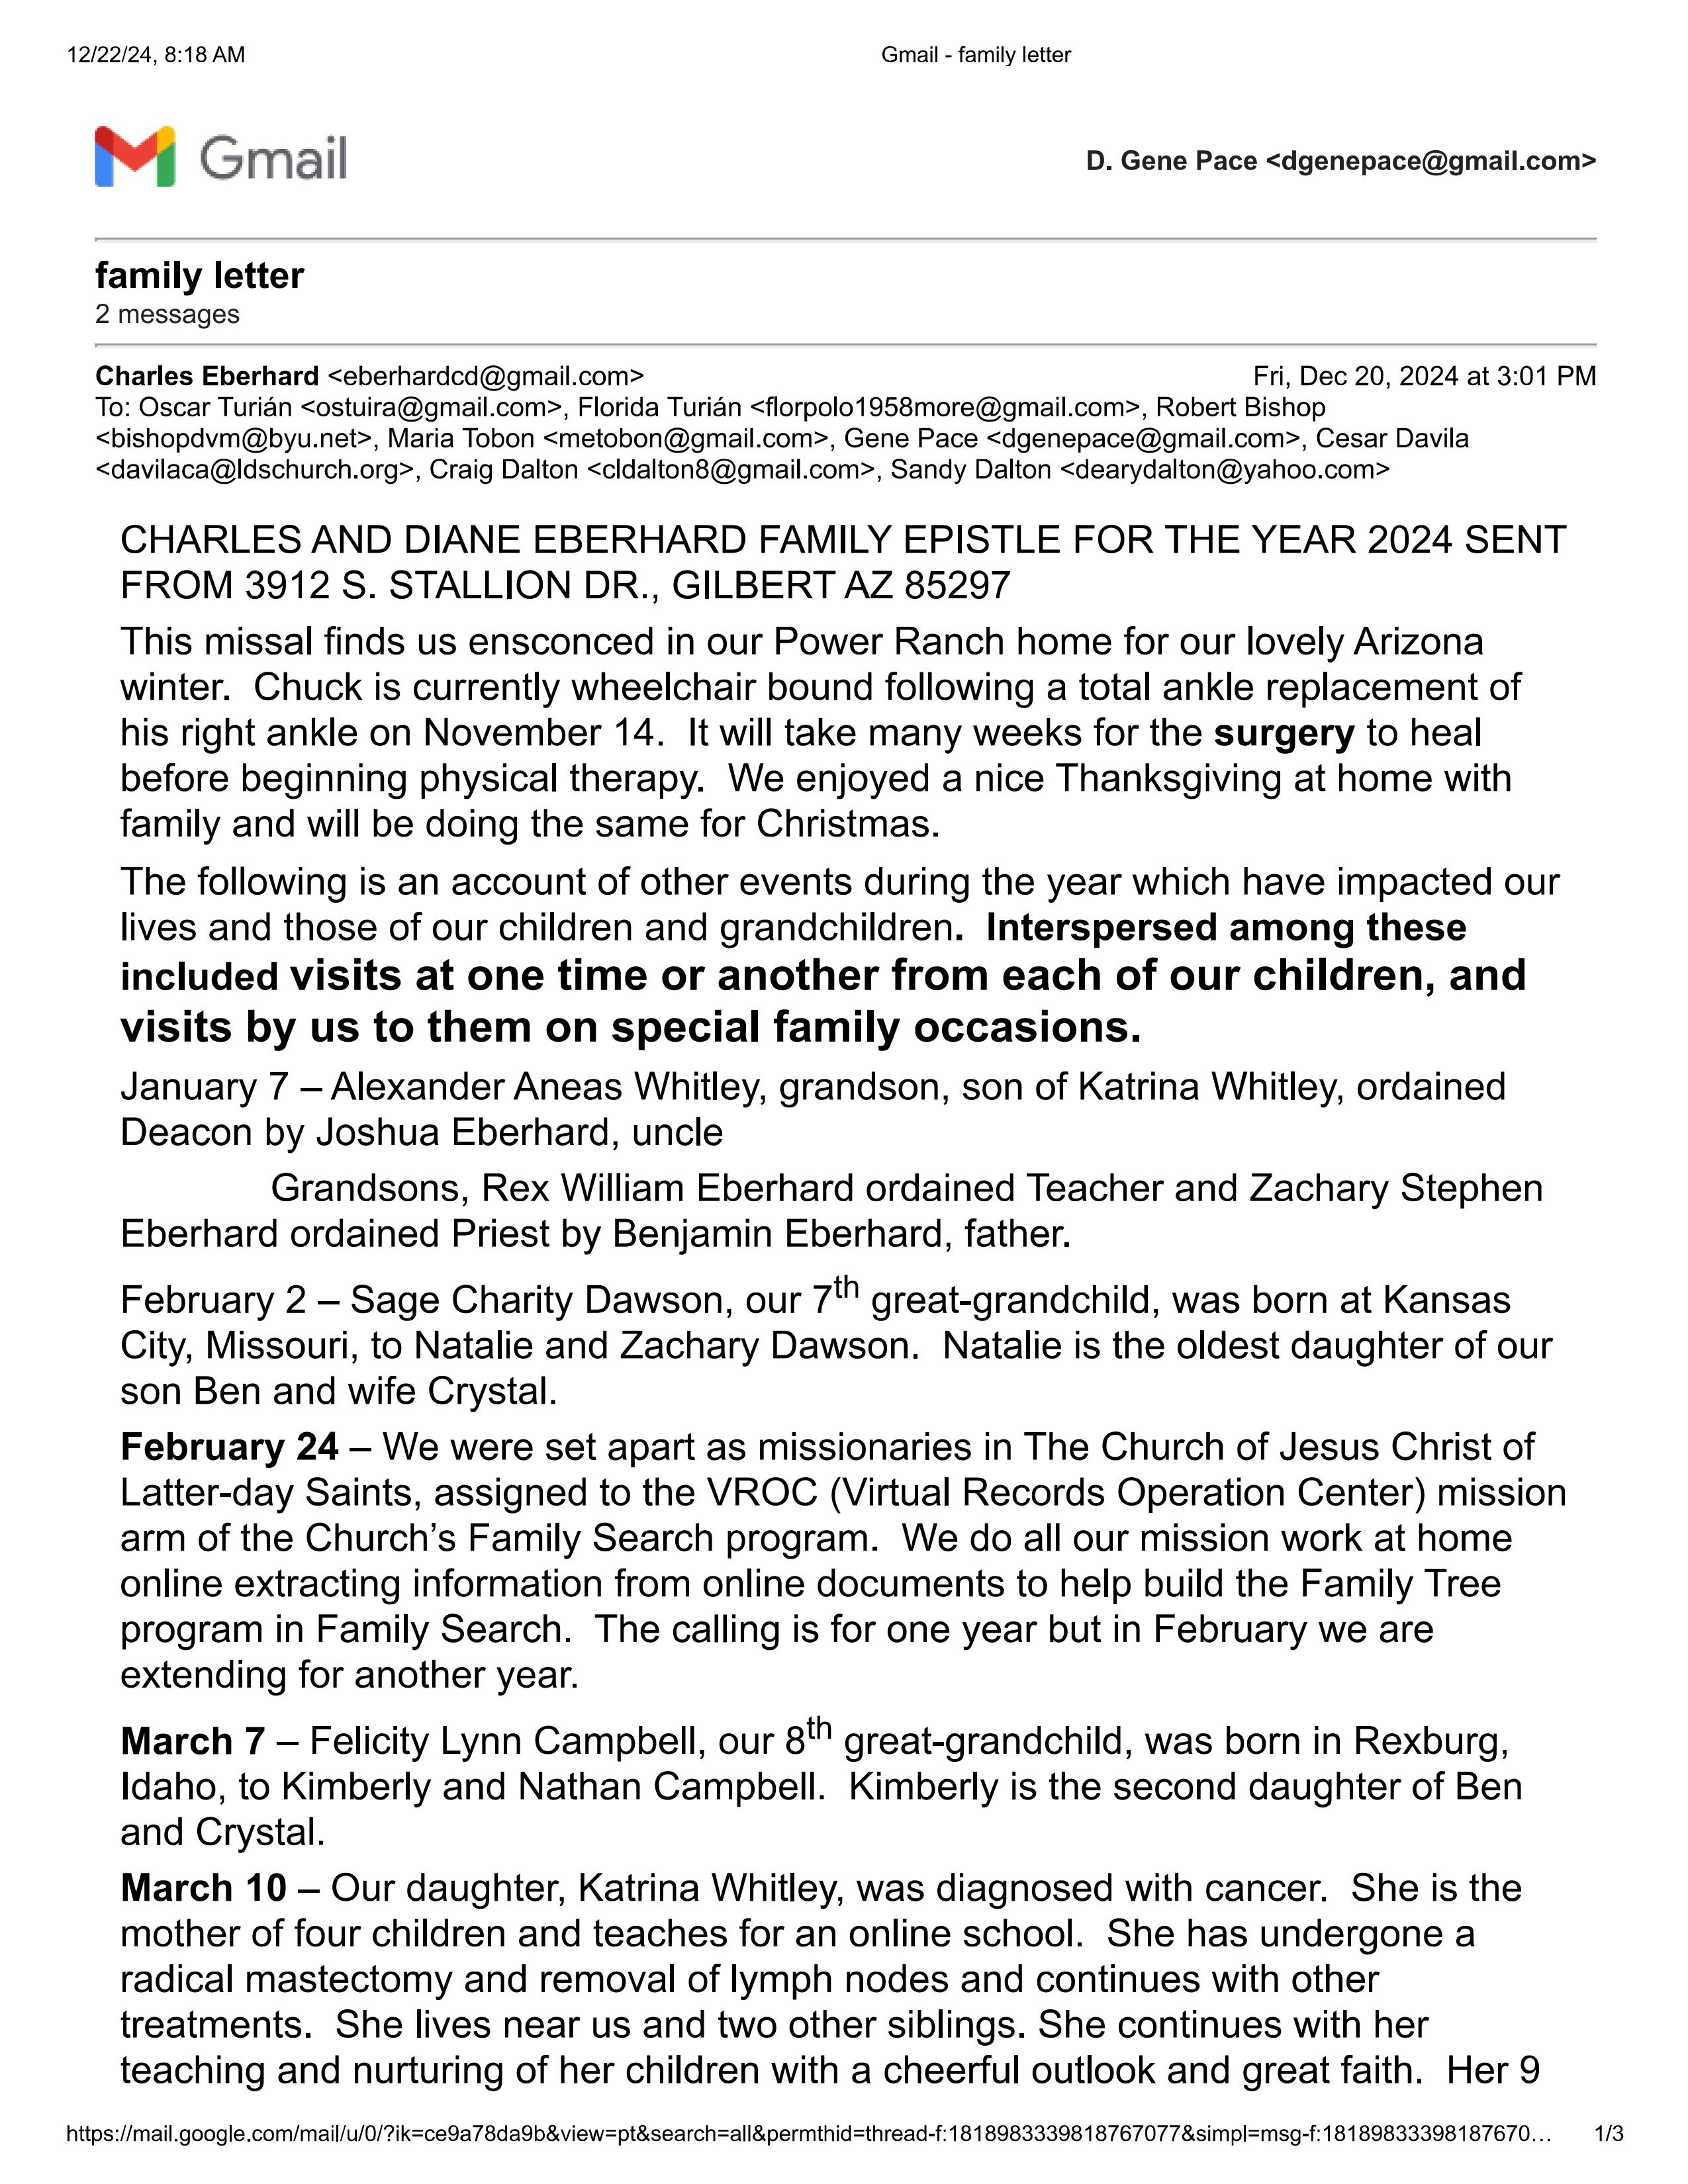 12/22/24, 8:18 AM Gmail - family letter
Gmail
D. Gene Pace <dgenepace@gmail.com>
family letter
2 messages
Charles Eberhard <eberhardcd@gmail.com> Fri, Dec 20, 2024 at 3:01 PM
To: Oscar Turián <ostuira@gmail.com>, Florida Turián <florpolo1958more@gmail.com>, Robert Bishop
<bishopdvm@byu.net>, Maria Tobon <metobon@gmail.com>, Gene Pace <dgenepace@gmail.com>, Cesar Davila
<davilaca@ldschurch.org>, Craig Dalton <cldalton8@gmail.com>, Sandy Dalton <dearydalton@yahoo.com>
CHARLES AND DIANE EBERHARD FAMILY EPISTLE FOR THE YEAR 2024 SENT
FROM 3912 S. STALLION DR., GILBERT AZ 85297
This missal finds us ensconced in our Power Ranch home for our lovely Arizona
winter. Chuck is currently wheelchair bound following a total ankle replacement of
his right ankle on November 14. It will take many weeks for the surgery to heal
before beginning physical therapy. We enjoyed a nice Thanksgiving at home with
family and will be doing the same for Christmas.
The following is an account of other events during the year which have impacted our
lives and those of our children and grandchildren. Interspersed among these
included visits at one time or another from each of our children, and
visits by us to them on special family occasions.
January 7 – Alexander Aneas Whitley, grandson, son of Katrina Whitley, ordained
Deacon by Joshua Eberhard, uncle
Grandsons, Rex William Eberhard ordained Teacher and Zachary Stephen
Eberhard ordained Priest by Benjamin Eberhard, father.
February 2 – Sage Charity Dawson, our 7th great-grandchild, was born at Kansas
City, Missouri, to Natalie and Zachary Dawson. Natalie is the oldest daughter of our
son Ben and wife Crystal.
February 24 – We were set apart as missionaries in The Church of Jesus Christ of
Latter-day Saints, assigned to the VROC (Virtual Records Operation Center) mission
arm of the Church’s Family Search program. We do all our mission work at home
online extracting information from online documents to help build the Family Tree
program in Family Search. The calling is for one year but in February we are
extending for another year.
March 7 – Felicity Lynn Campbell, our 8th great-grandchild, was born in Rexburg,
Idaho, to Kimberly and Nathan Campbell. Kimberly is the second daughter of Ben
and Crystal.
March 10 – Our daughter, Katrina Whitley, was diagnosed with cancer. She is the
mother of four children and teaches for an online school. She has undergone a
radical mastectomy and removal of lymph nodes and continues with other
treatments. She lives near us and two other siblings. She continues with her
teaching and nurturing of her children with a cheerful outlook and great faith. Her 9
https://mail.google.com/mail/u/0/?ik=ce9a78da9b&view=pt&search=all&permthid=thread-f:1818983339818767077&simpl=msg-f:18189833398187670… 1/3